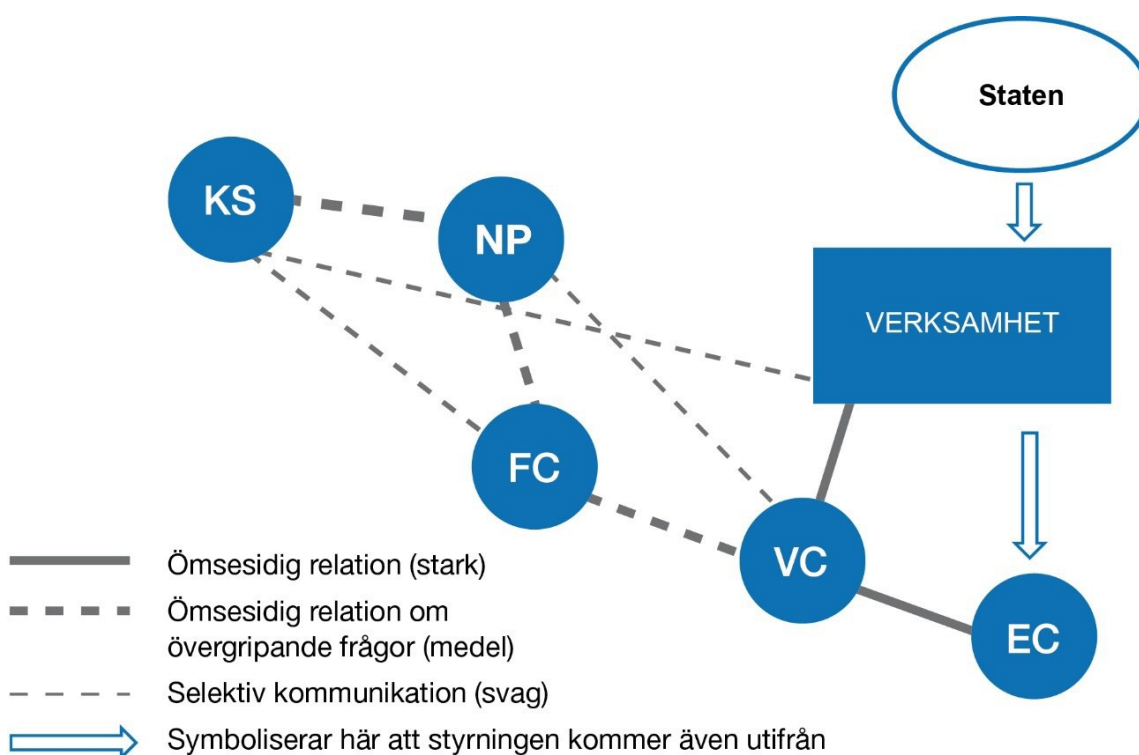 Staten
KS
NP
VERKSAMHET
FC
VC
EC
Ömsesidig relation (stark)
Ömsesidig relation om
övergripande frågor (medel)
Selektiv kommunikation (svag)
Symboliserar här att styrningen kommer även utifrån